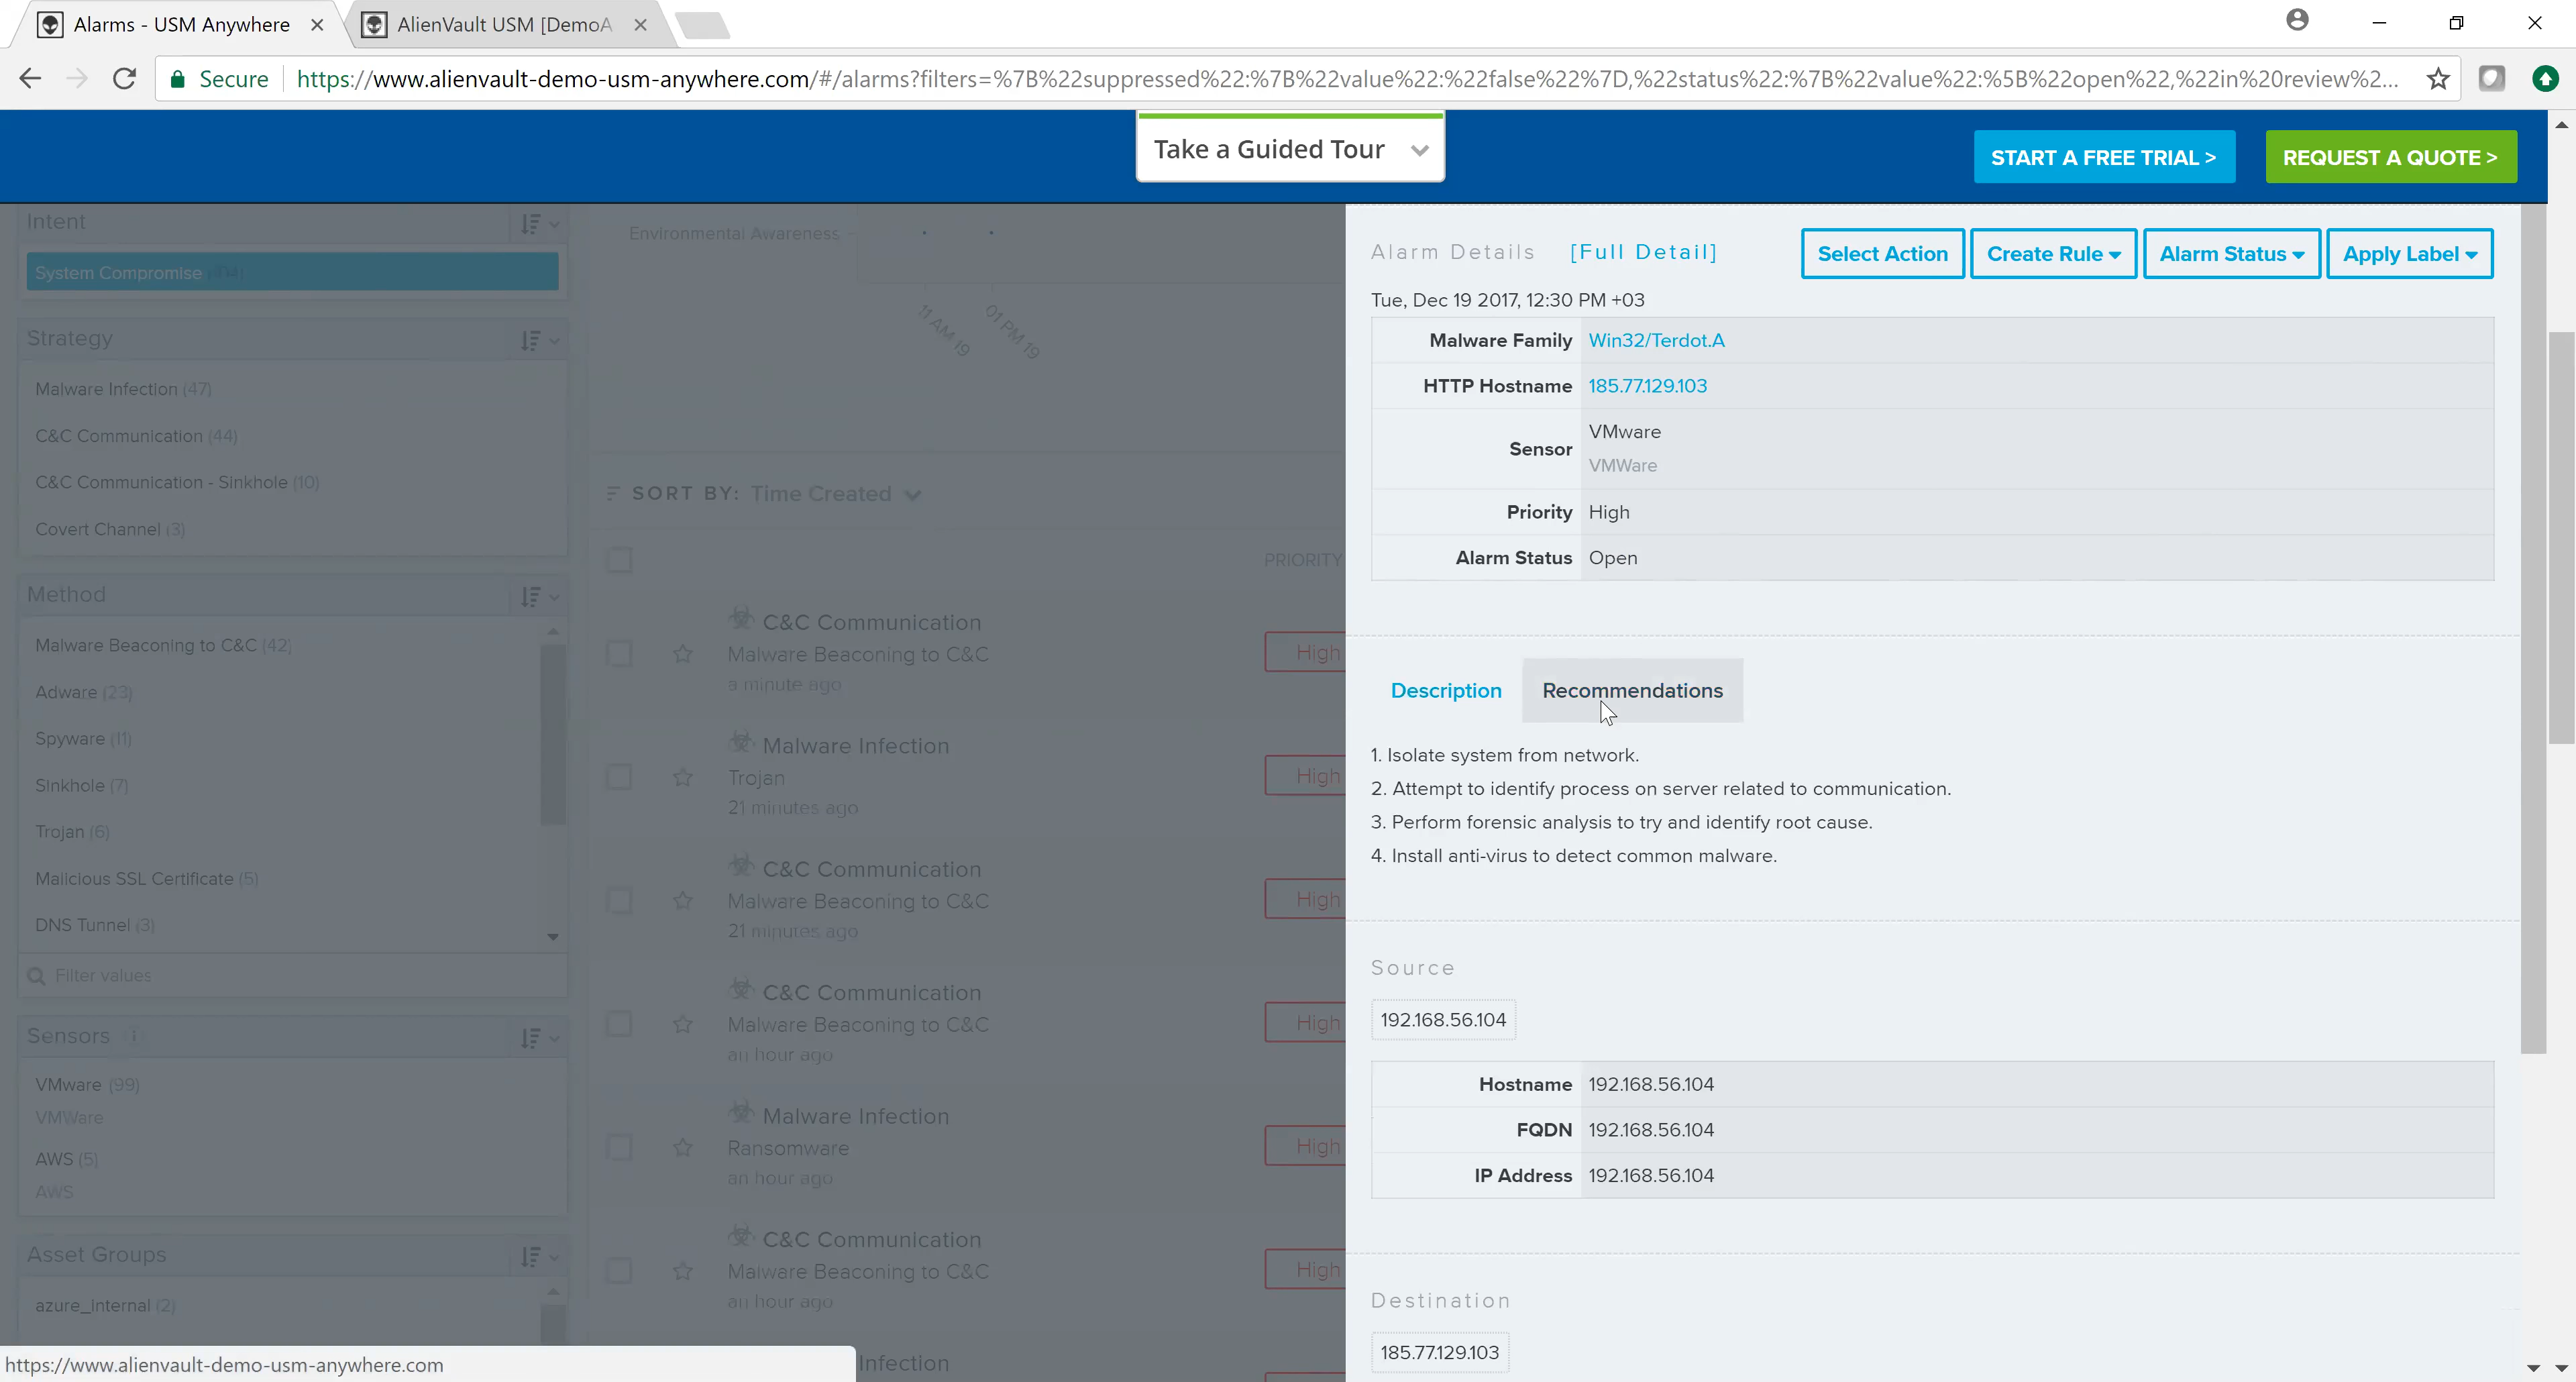 Alarms - USM Anywhere
AlienVault USM [DemoA
Secure
https://www.alienvault-demo-usm-anywhere.com/#/alarms?filters=%7B%22suppressed%22:%7B%22value%22:%22false%22%7D,%22status%22:%7B%22value%22:%5B%22open%22,%22in%20review%2...
Take a Guided Tour
START A FREE TRIAL >
REQUEST A QUOTE >
Intent
System Compromise
Strategy
Malware Infection (47)
C&C Communication (44)
C&C Communication - Sinkhole (10)
Covert Channel (3)
Method
Malware Beaconing to C&C (42)
Adware (23)
Spyware (11)
Sinkhole (7)
Trojan (6)
Malicious SSL Certificate (5)
DNS Tunnel (3)
Filter values
Sensors
VMware (99)
VMWare
AWS (5)
AWS
Asset Groups
azure_internal (2)
https://www.alienvault-demo-usm-anywhere.com
Environmental Awareness
11 AM 19
01 PM 19
SORT BY: Time Created
PRIORITY
C&C Communication
Malware Beaconing to C&C
a minute ago
High
Malware Infection
Trojan
21 minutes ago
High
C&C Communication
Malware Beaconing to C&C
21 minutes ago
High
C&C Communication
Malware Beaconing to C&C
an hour ago
High
Malware Infection
Ransomware
an hour ago
High
C&C Communication
Malware Beaconing to C&C
an hour ago
High
Infection
Alarm Details [Full Detail]
Select Action
Create Rule
Alarm Status
Apply Label
Tue, Dec 19 2017, 12:30 PM +03
Malware Family Win32/Terdot.A
HTTP Hostname 185.77.129.103
Sensor VMware
VMWare
Priority High
Alarm Status Open
Description
Recommendations
1. Isolate system from network.
2. Attempt to identify process on server related to communication.
3. Perform forensic analysis to try and identify root cause.
4. Install anti-virus to detect common malware.
Source
192.168.56.104
Hostname 192.168.56.104
FQDN 192.168.56.104
IP Address 192.168.56.104
Destination
185.77.129.103